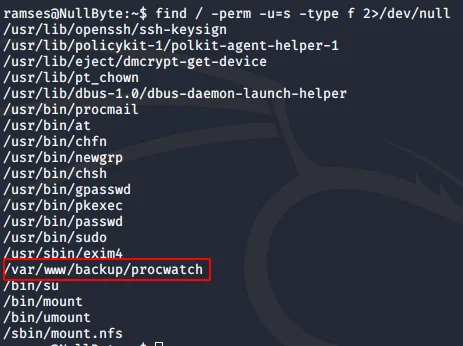 ramses@NullByte:~$ find / -perm -u=s -type f 2>/dev/null
/usr/lib/openssh/ssh-keysign
/usr/lib/policykit-1/polkit-agent-helper-1
/usr/lib/eject/dmcrypt-get-device
/usr/lib/pt_chown
/usr/lib/dbus-1.0/dbus-daemon-launch-helper
/usr/bin/procmail
/usr/bin/at
/usr/bin/chfn
/usr/bin/newgrp
/usr/bin/chsh
/usr/bin/gpasswd
/usr/bin/pkexec
/usr/bin/passwd
/usr/bin/sudo
/usr/sbin/exim4
/var/www/backup/procwatch
/bin/su
/bin/mount
/bin/umount
/sbin/mount.nfs
ramses@NullByte:~$